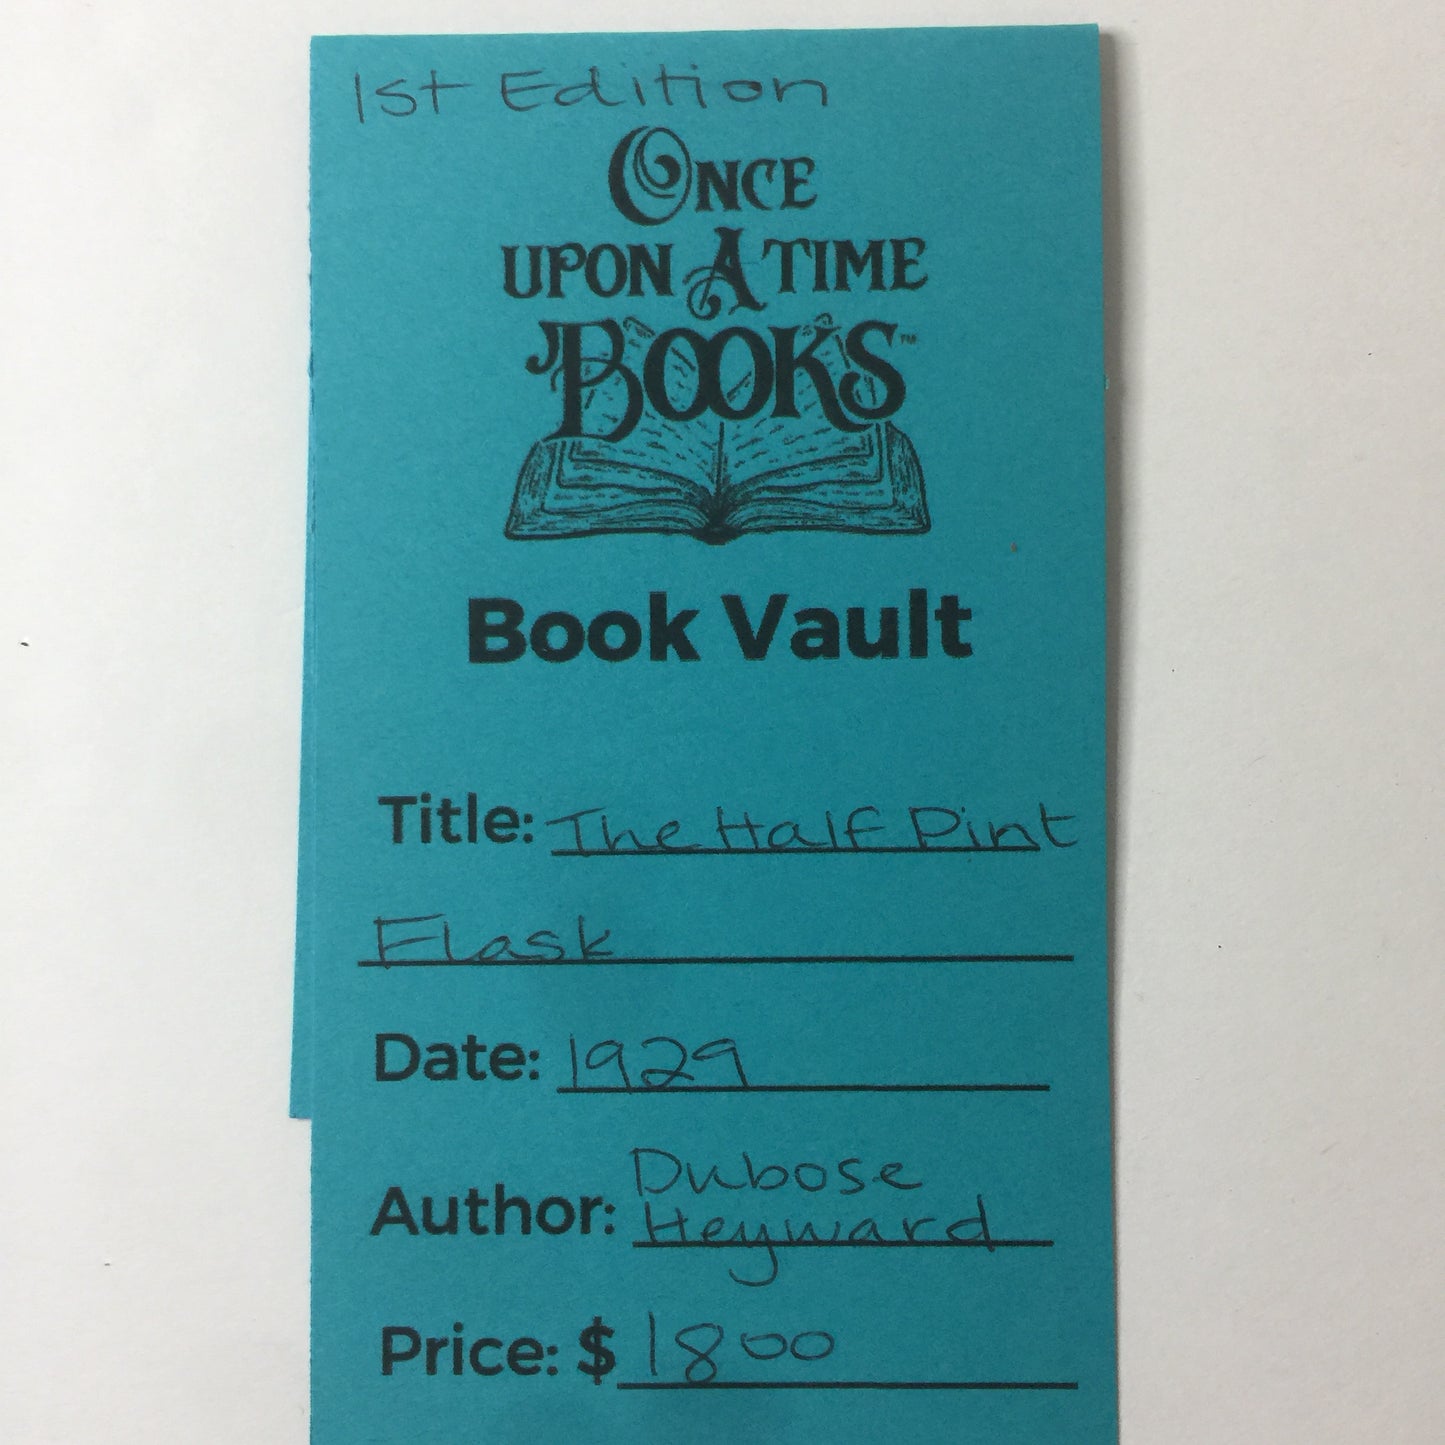 1st Edition
ONCE
UPON A TIME
BOOKS™
Book Vault
Title: The Half Pint
Flask
Date: 1929
Author: Dubose
Heyward
Price: $ 1800